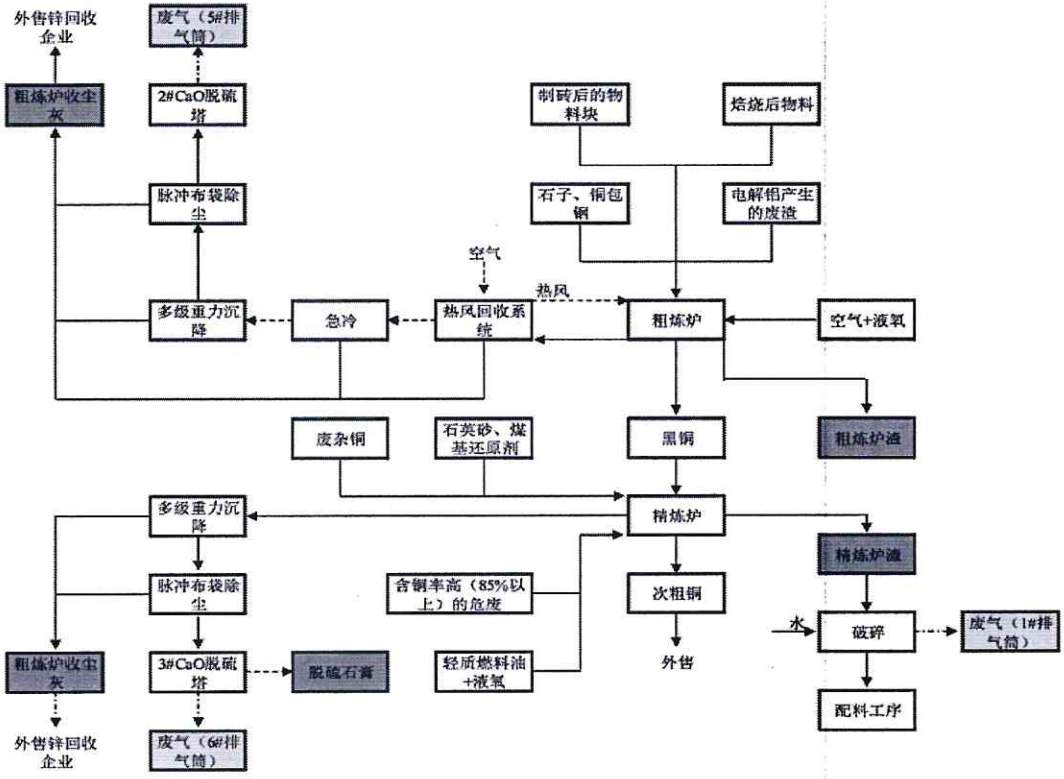 外售锌回收
企业
废气（5#排
气筒）
粗炼炉收尘
灰
2#CaO脱硫
塔
制砖后的物
料块
焙烧后物料
脉冲布袋除
尘
石子、铜包
钢
电解铝产生
的废渣
空气
热风
多级重力沉
降
急冷
热风回收系
统
粗炼炉
空气+液氧
废杂铜
石英砂、煤
基还原剂
黑铜
粗炼炉渣
多级重力沉
降
精炼炉
精炼炉渣
脉冲布袋除
尘
含铜率高（85%以
上）的危废
次粗铜
水
破碎
废气（1#排
气筒）
粗炼炉收尘
灰
3#CaO脱硫
塔
脱硫石膏
轻质燃料油
+液氧
外售
配料工序
外售锌回收
企业
废气（6#排
气筒）